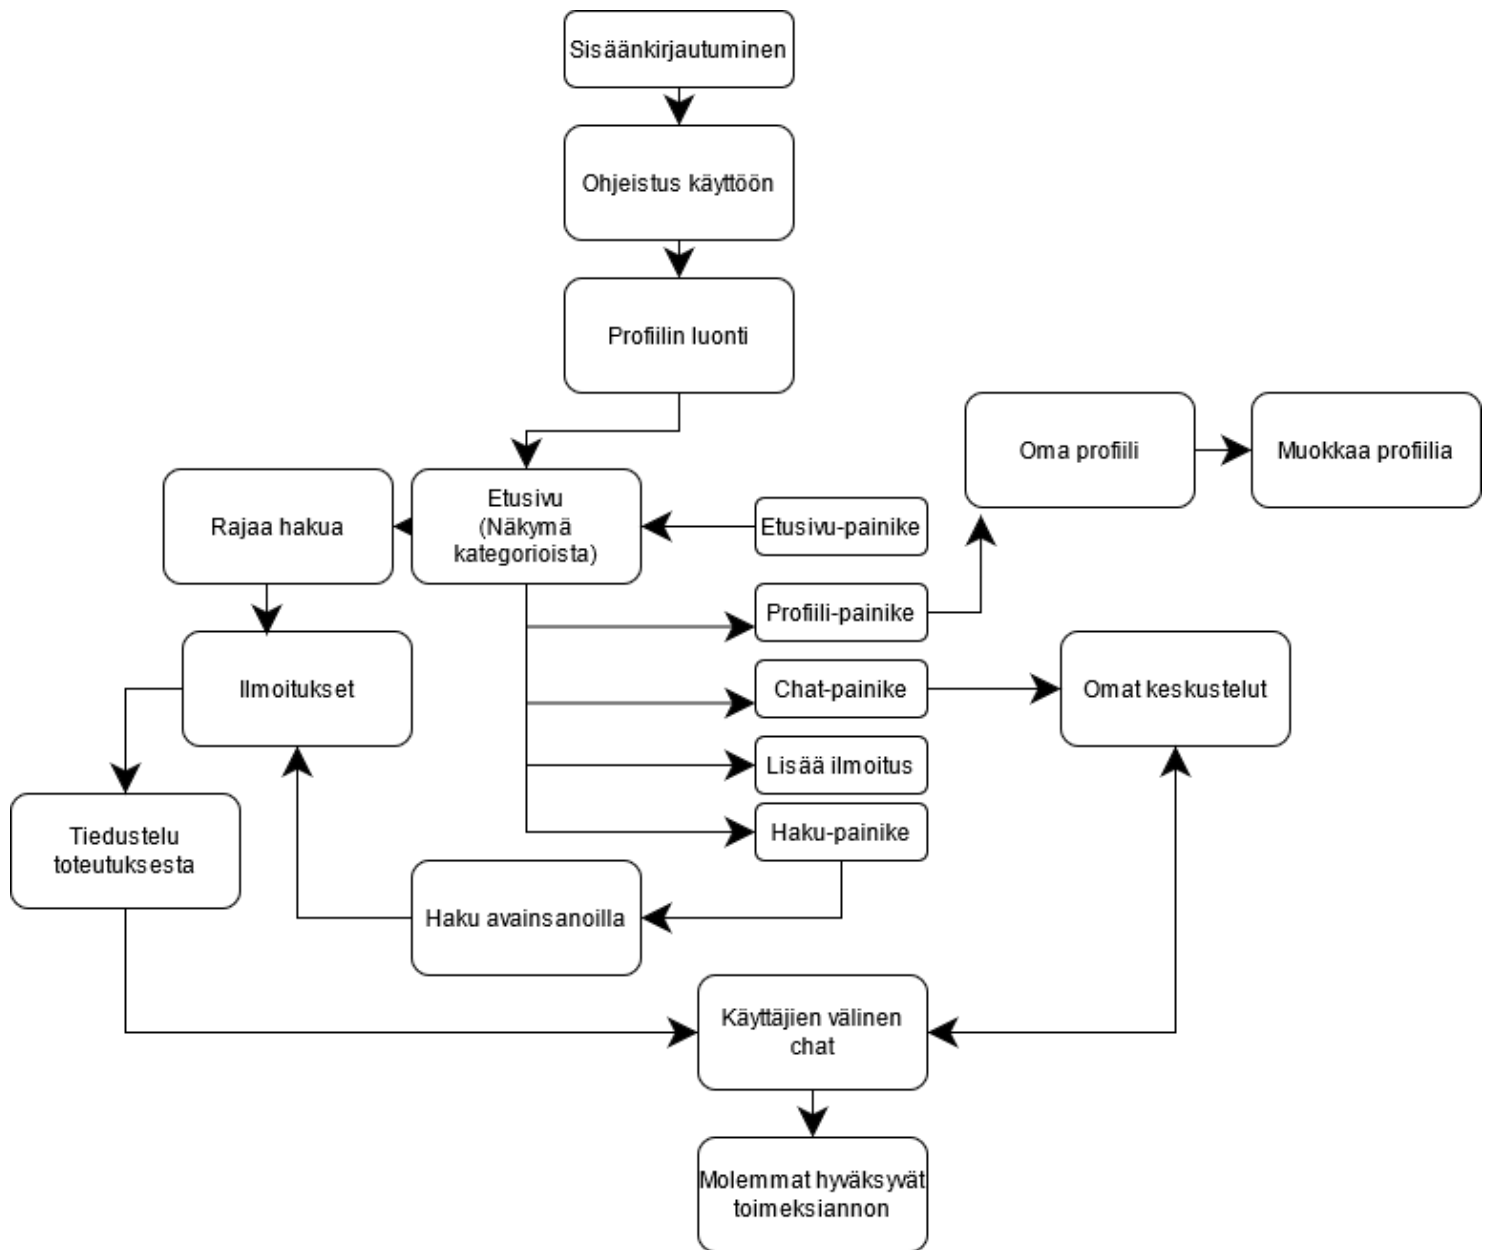 Sisäänkirjautuminen
Ohjeistus käyttöön
Profiilin luonti
Oma profiili
Muokkaa profiilia
Rajaa hakua
Etusivu
(Näkymä
kategorioista)
Etusivu-painike
Profiili-painike
Ilmoitukset
Chat-painike
Omat keskustelut
Lisää ilmoitus
Haku-painike
Tiedustelu
toteutuksesta
Haku avainsanoilla
Käyttäjien välinen
chat
Molemmat hyväksyvät
toimeksiannon